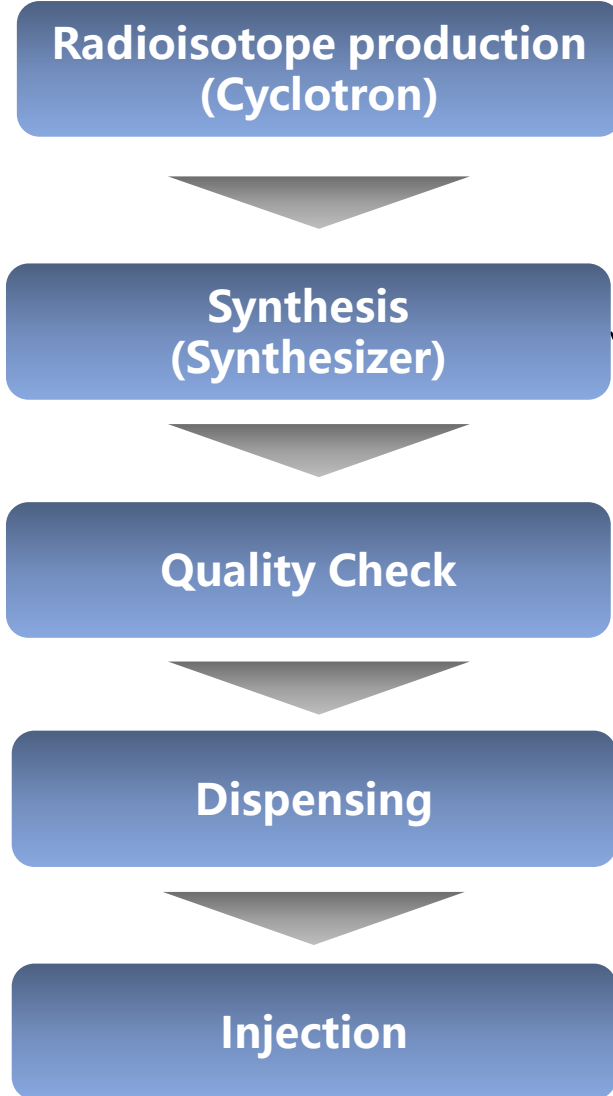 Radioisotope production
(Cyclotron)
Synthesis
(Synthesizer)
Quality Check
Dispensing
Injection